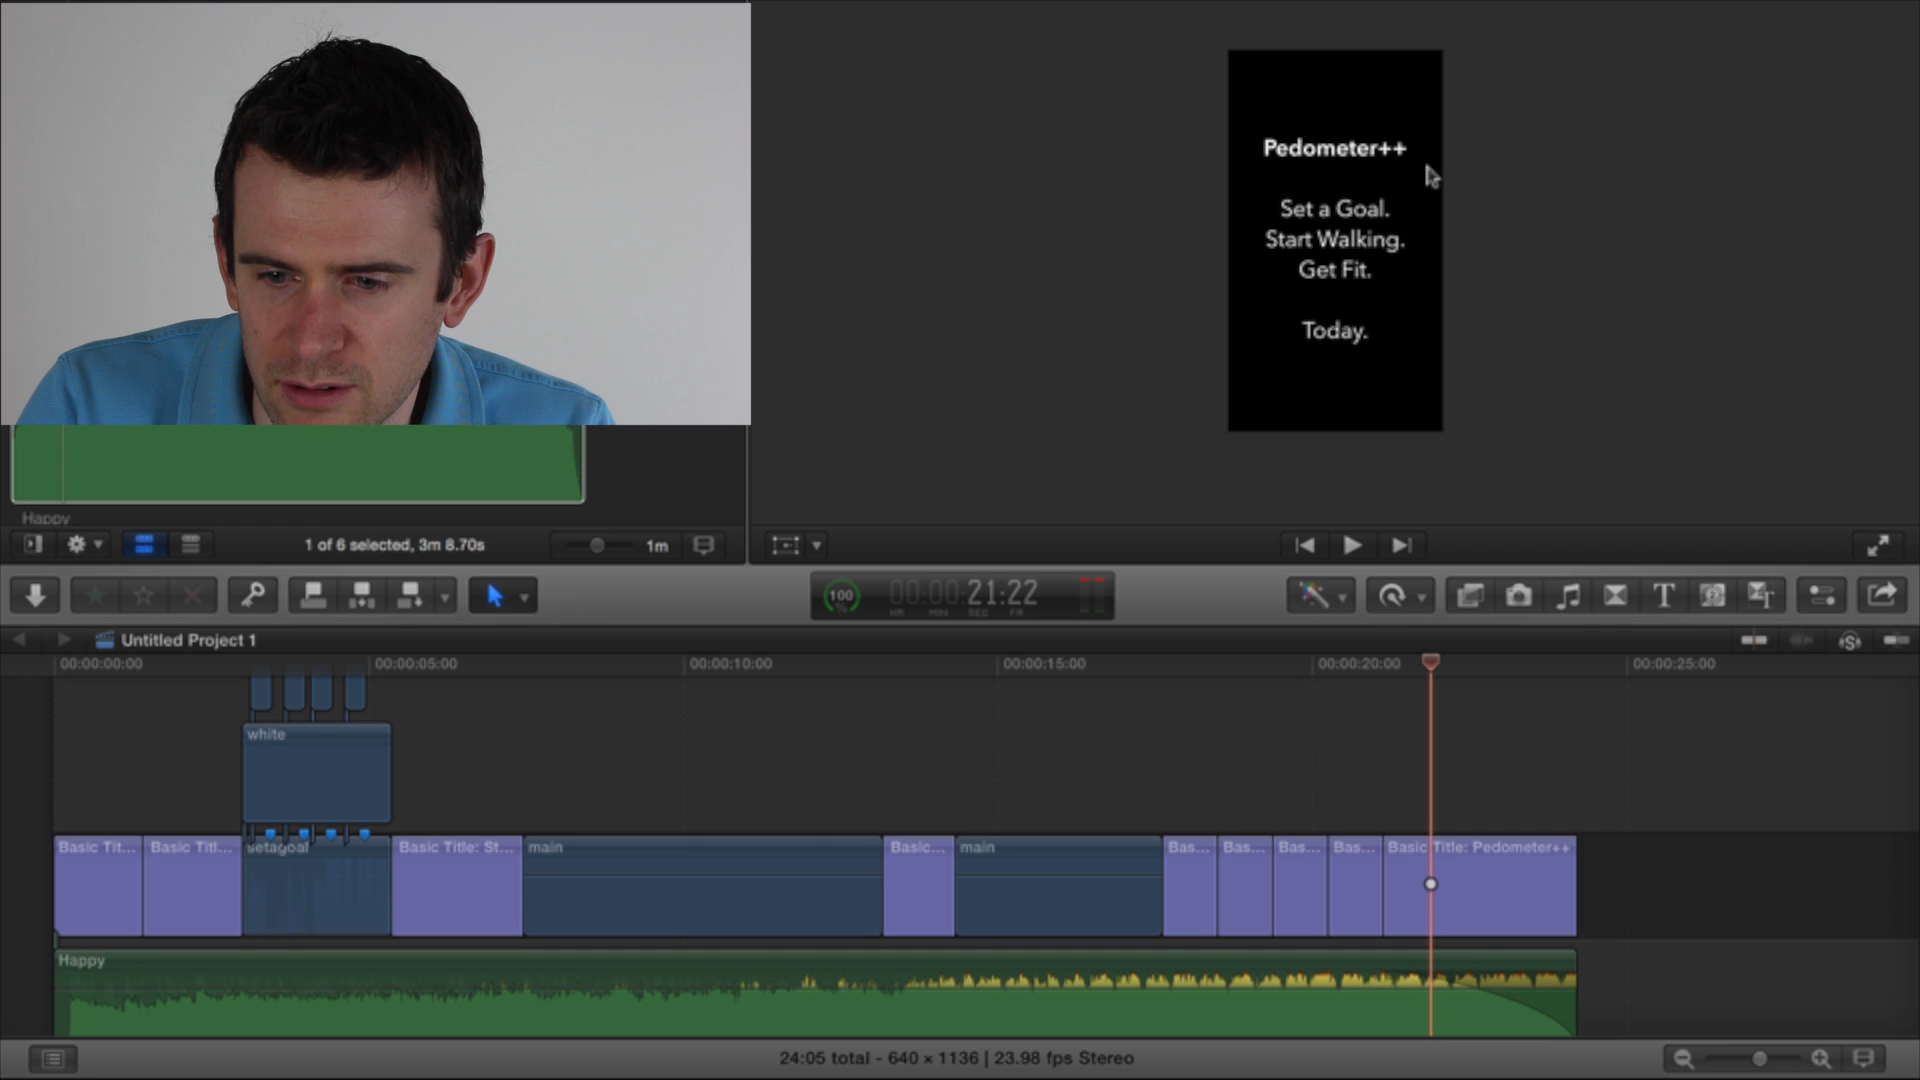 Pedometer++
Set a Goal.
Start Walking.
Get Fit.
Today.
Happy
1 of 6 selected, 3m 8.70s
1m
100
%
00:00:21:22
HR MIN SEC FR
Untitled Project 1
00:00:00:00
00:00:05:00
00:00:10:00
00:00:15:00
00:00:20:00
00:00:25:00
white
Basic Tit...
Basic Titl...
setagoal
Basic Title: St...
main
Basic...
main
Bas...
Bas...
Bas...
Bas...
Basic Title: Pedometer++
Happy
24:05 total - 640 × 1136 | 23.98 fps Stereo